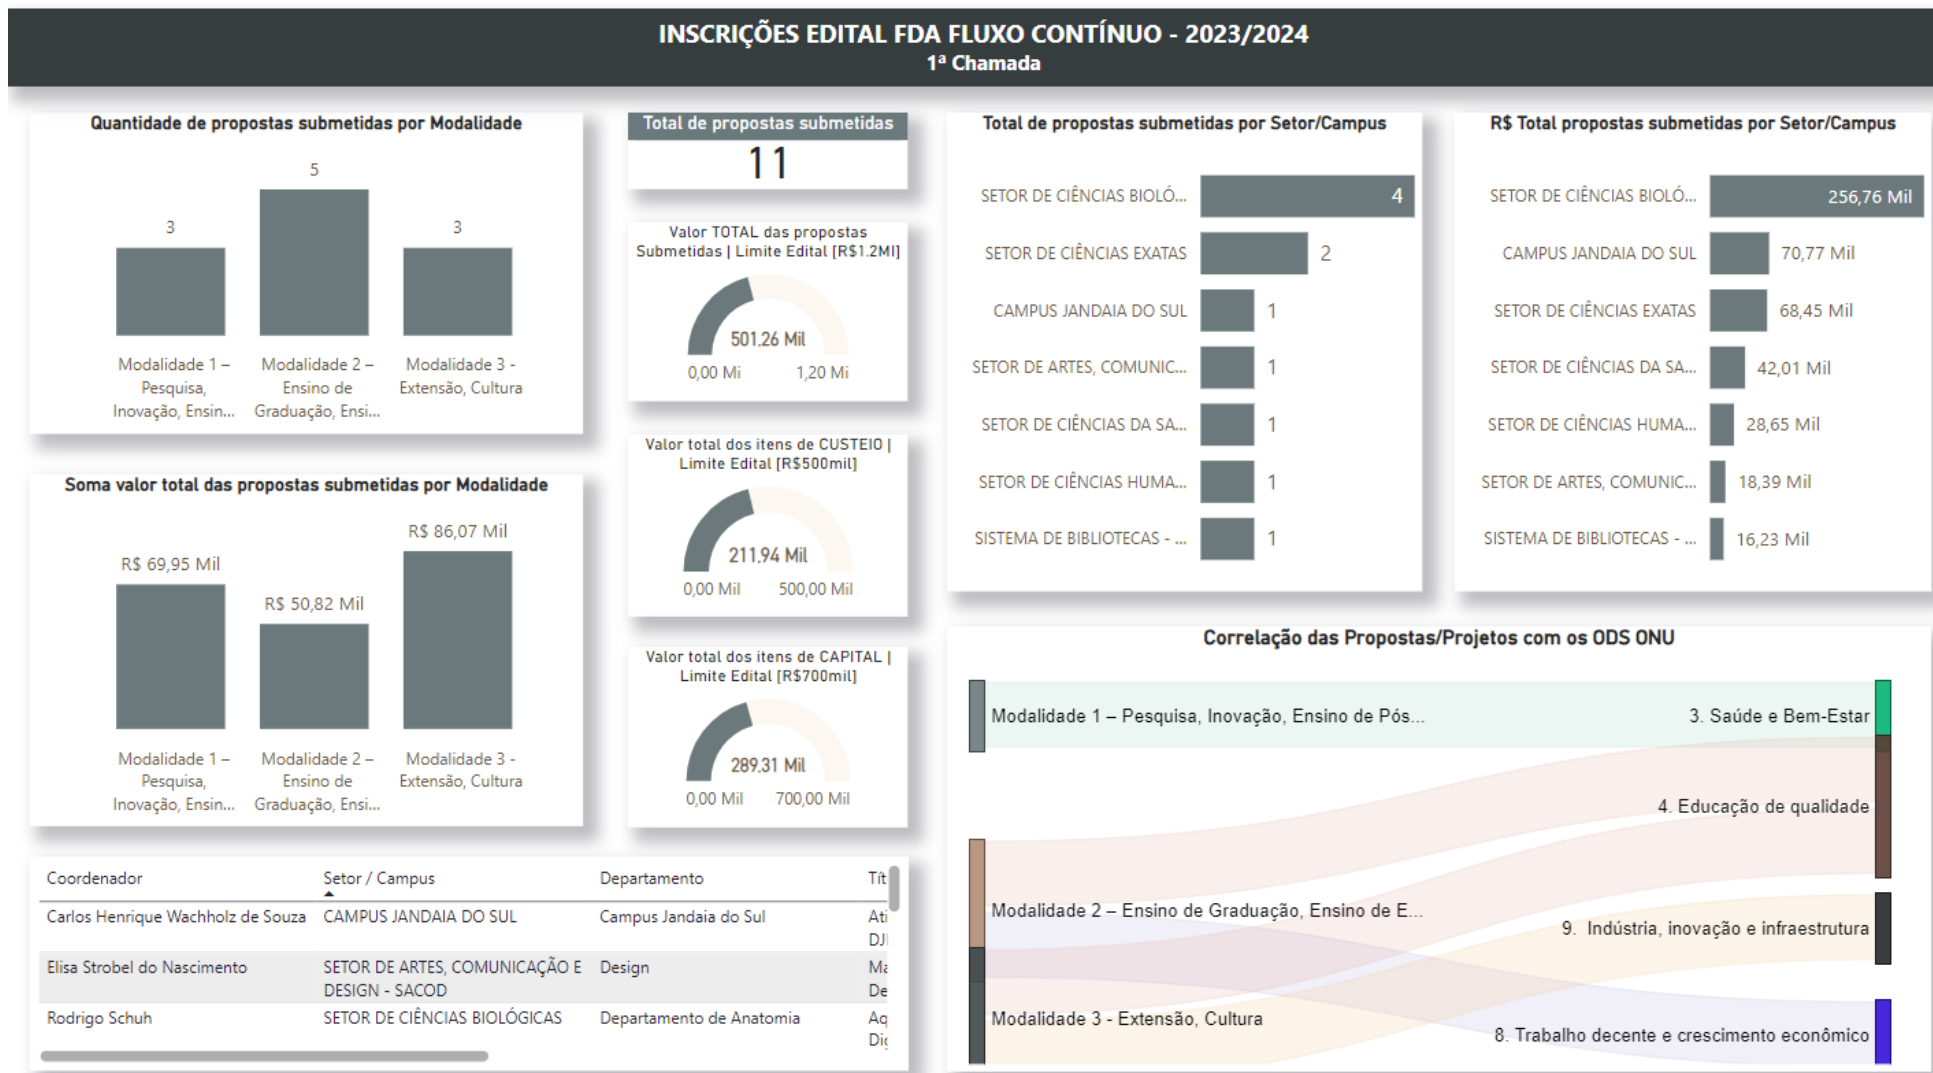 INSCRIÇÕES EDITAL FDA FLUXO CONTÍNUO - 2023/2024
1ª Chamada
Quantidade de propostas submetidas por Modalidade
5
3
3
Modalidade 1 –
Pesquisa,
Inovação, Ensin...
Modalidade 2 –
Ensino de
Graduação, Ensi...
Modalidade 3 -
Extensão, Cultura
Soma valor total das propostas submetidas por Modalidade
R$ 69,95 Mil
R$ 50,82 Mil
R$ 86,07 Mil
Modalidade 1 –
Pesquisa,
Inovação, Ensin...
Modalidade 2 –
Ensino de
Graduação, Ensi...
Modalidade 3 -
Extensão, Cultura
Total de propostas submetidas
11
Valor TOTAL das propostas
Submetidas | Limite Edital [R$1.2MI]
501,26 Mil
0,00 Mi
1,20 Mi
Valor total dos itens de CUSTEIO |
Limite Edital [R$500mil]
211,94 Mil
0,00 Mil
500,00 Mil
Valor total dos itens de CAPITAL |
Limite Edital [R$700mil]
289,31 Mil
0,00 Mil
700,00 Mil
Total de propostas submetidas por Setor/Campus
SETOR DE CIÊNCIAS BIOLÓ... 4
SETOR DE CIÊNCIAS EXATAS 2
CAMPUS JANDAIA DO SUL 1
SETOR DE ARTES, COMUNIC... 1
SETOR DE CIÊNCIAS DA SA... 1
SETOR DE CIÊNCIAS HUMA... 1
SISTEMA DE BIBLIOTECAS - ... 1
R$ Total propostas submetidas por Setor/Campus
SETOR DE CIÊNCIAS BIOLÓ... 256,76 Mil
CAMPUS JANDAIA DO SUL 70,77 Mil
SETOR DE CIÊNCIAS EXATAS 68,45 Mil
SETOR DE CIÊNCIAS DA SA... 42,01 Mil
SETOR DE CIÊNCIAS HUMA... 28,65 Mil
SETOR DE ARTES, COMUNIC... 18,39 Mil
SISTEMA DE BIBLIOTECAS - ... 16,23 Mil
Coordenador Setor / Campus Departamento Tít
Carlos Henrique Wachholz de Souza CAMPUS JANDAIA DO SUL Campus Jandaia do Sul Ati
DJI
Elisa Strobel do Nascimento SETOR DE ARTES, COMUNICAÇÃO E Design Ma
DESIGN - SACOD De
Rodrigo Schuh SETOR DE CIÊNCIAS BIOLÓGICAS Departamento de Anatomia Aq
Correlação das Propostas/Projetos com os ODS ONU
Modalidade 1 – Pesquisa, Inovação, Ensino de Pós...
3. Saúde e Bem-Estar
4. Educação de qualidade
Modalidade 2 – Ensino de Graduação, Ensino de E...
9. Indústria, inovação e infraestrutura
Modalidade 3 - Extensão, Cultura
8. Trabalho decente e crescimento econômico